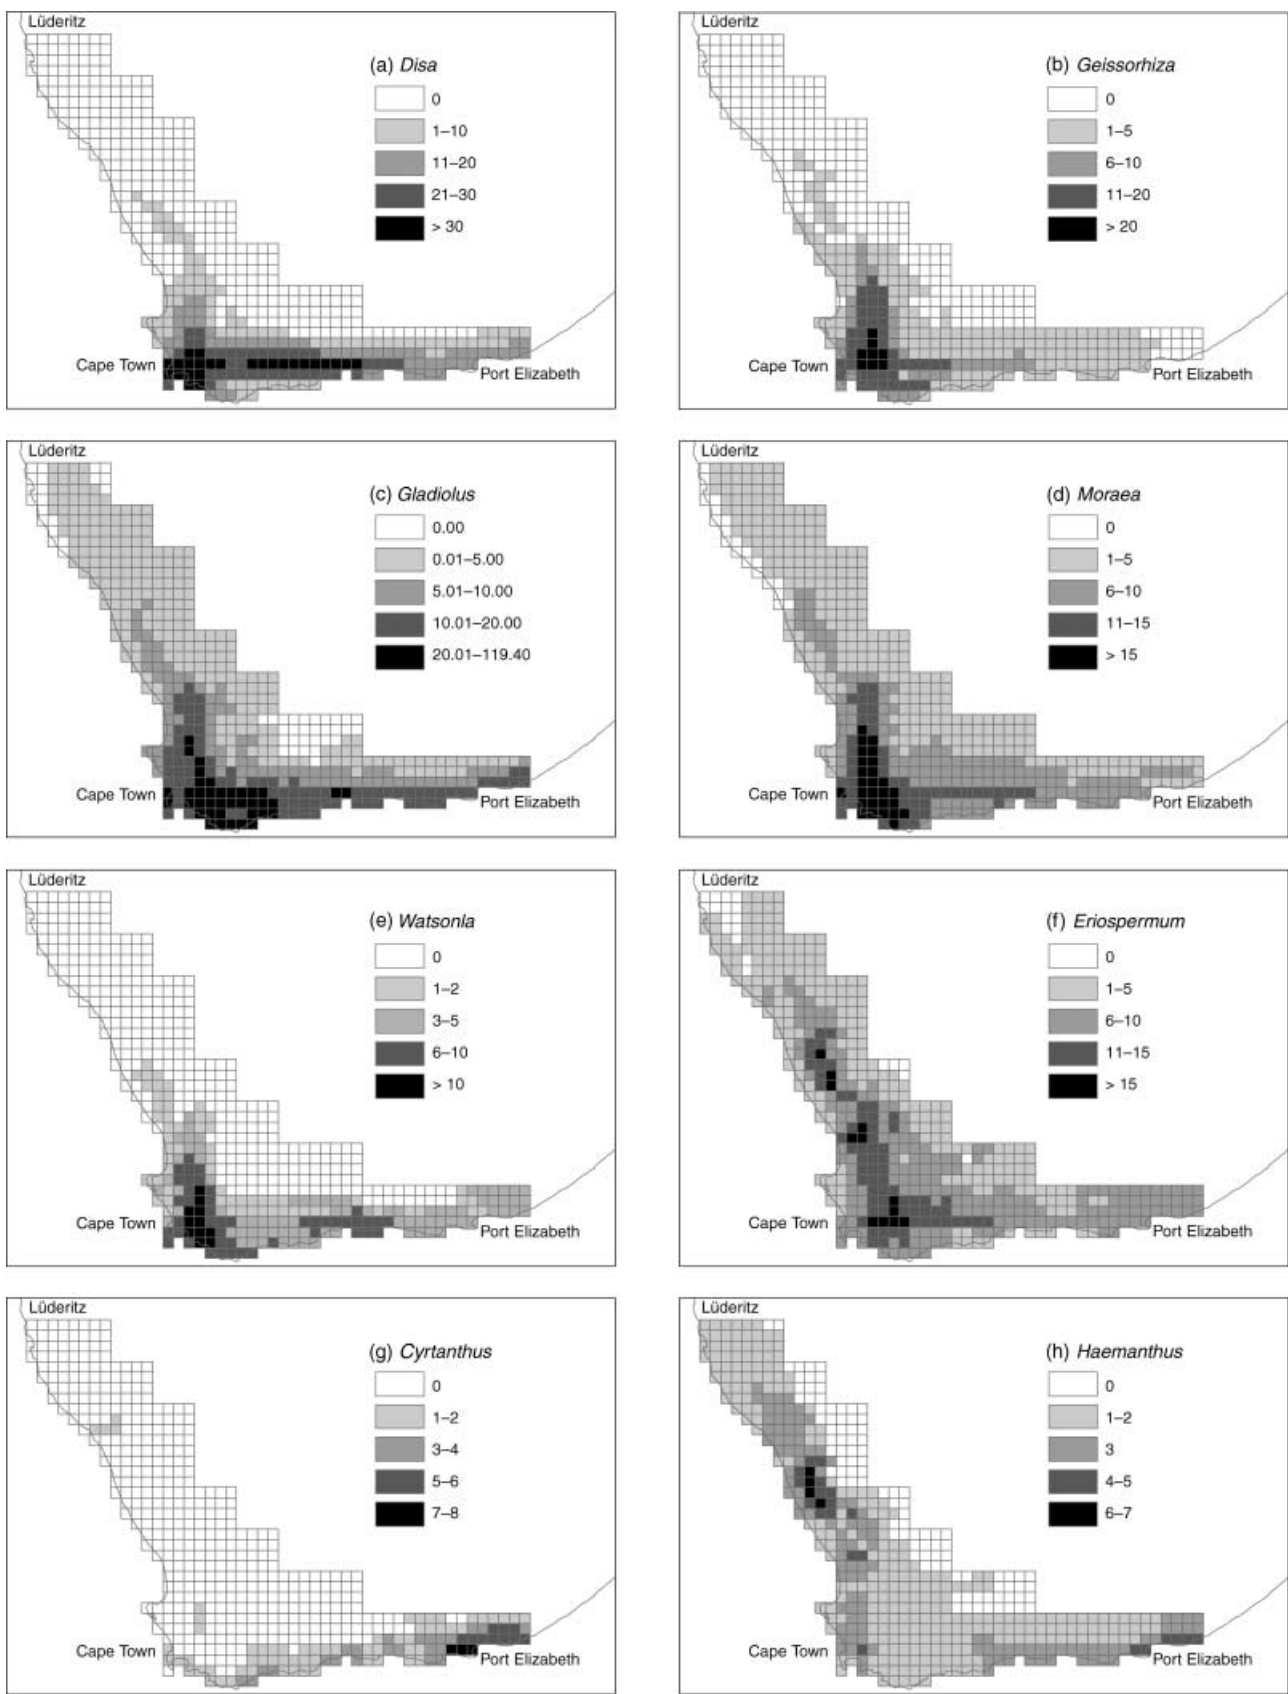 Lüderitz
(a) Disa
0
1–10
11–20
21–30
> 30
Cape Town
Port Elizabeth
Lüderitz
(b) Geissorhiza
0
1–5
6–10
11–20
> 20
Cape Town
Port Elizabeth
Lüderitz
(c) Gladiolus
0.00
0.01–5.00
5.01–10.00
10.01–20.00
20.01–119.40
Cape Town
Port Elizabeth
Lüderitz
(d) Moraea
0
1–5
6–10
11–15
> 15
Cape Town
Port Elizabeth
Lüderitz
(e) Watsonla
0
1–2
3–5
6–10
> 10
Cape Town
Port Elizabeth
Lüderitz
(f) Eriospermum
0
1–5
6–10
11–15
> 15
Cape Town
Port Elizabeth
Lüderitz
(g) Cyrtanthus
0
1–2
3–4
5–6
7–8
Cape Town
Port Elizabeth
Lüderitz
(h) Haemanthus
0
1–2
3
4–5
6–7
Cape Town
Port Elizabeth